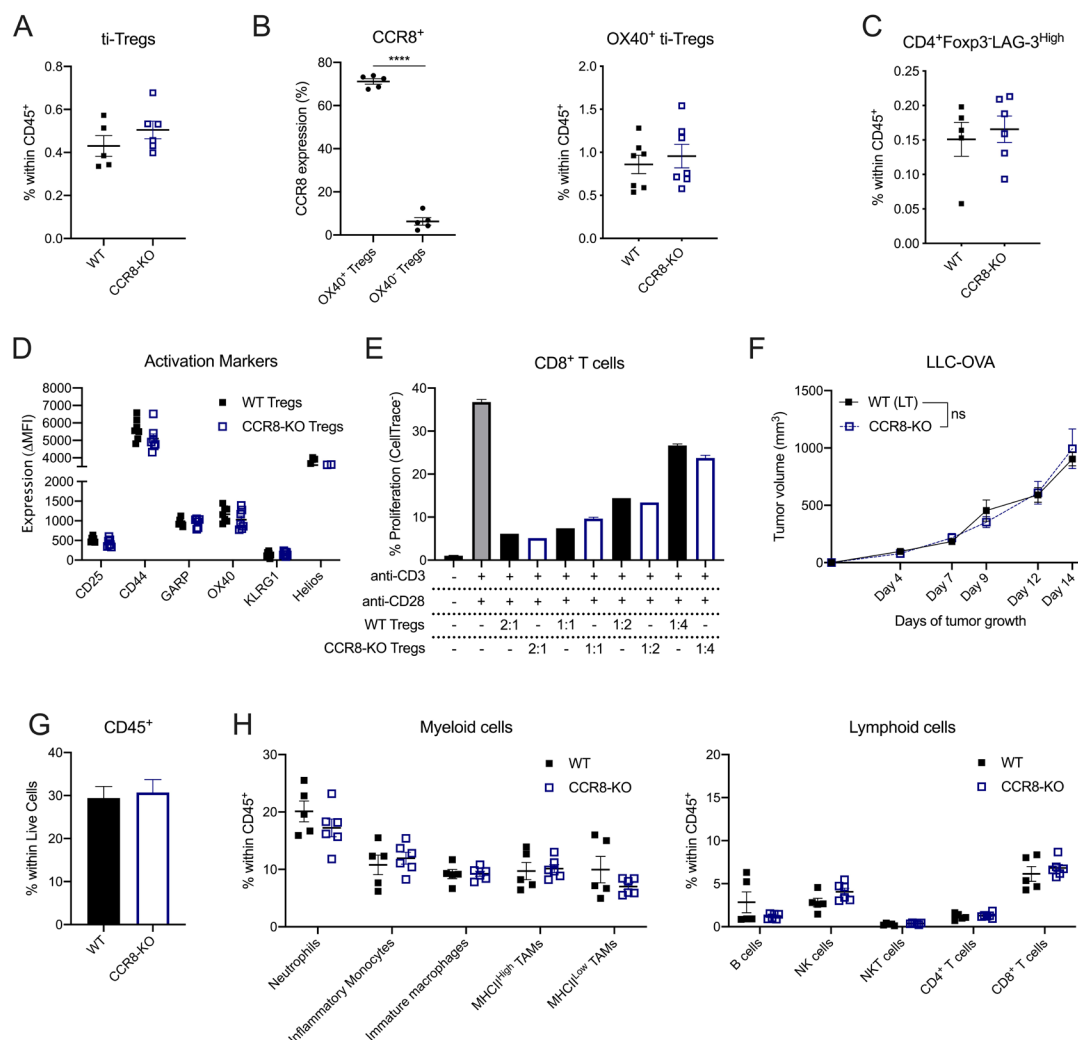 A
ti-Tregs
% within CD45⁺
0.8
0.6
0.4
0.2
0.0
WT
CCR8-KO
B
CCR8⁺
CCR8 expression (%)
80
60
40
20
0
****
OX40⁺ Tregs
OX40⁻ Tregs
OX40⁺ ti-Tregs
% within CD45⁺
2.0
1.5
1.0
0.5
0.0
WT
CCR8-KO
C
CD4⁺Foxp3⁻LAG-3ᴴⁱᵍʰ
% within CD45⁺
0.25
0.20
0.15
0.10
0.05
0.00
WT
CCR8-KO
D
Activation Markers
Expression (ΔMFI)
8000
7000
6000
5000
4000
2000
1500
1000
500
0
WT Tregs
CCR8-KO Tregs
CD25
CD44
GARP
OX40
KLRG1
Helios
E
CD8⁺ T cells
% Proliferation (CellTrace⁻)
40
30
20
10
0
anti-CD3 - + + + + + + + + +
anti-CD28 - + + + + + + + + +
WT Tregs - - 2:1 - 1:1 - 1:2 - 1:4 -
CCR8-KO Tregs - - - 2:1 - 1:1 - 1:2 - 1:4
F
LLC-OVA
Tumor volume (mm³)
1500
1000
500
0
WT (LT)
CCR8-KO
ns
Day 4
Day 7
Day 9
Day 12
Day 14
Days of tumor growth
G
CD45⁺
% within Live Cells
40
30
20
10
0
WT
CCR8-KO
H
Myeloid cells
% within CD45⁺
30
20
10
0
WT
CCR8-KO
Neutrophils
Inflammatory Monocytes
Immature macrophages
MHCIIᴴⁱᵍʰ TAMs
MHCIIᴸᵒʷ TAMs
Lymphoid cells
% within CD45⁺
20
15
10
5
0
WT
CCR8-KO
B cells
NK cells
NKT cells
CD4⁺ T cells
CD8⁺ T cells